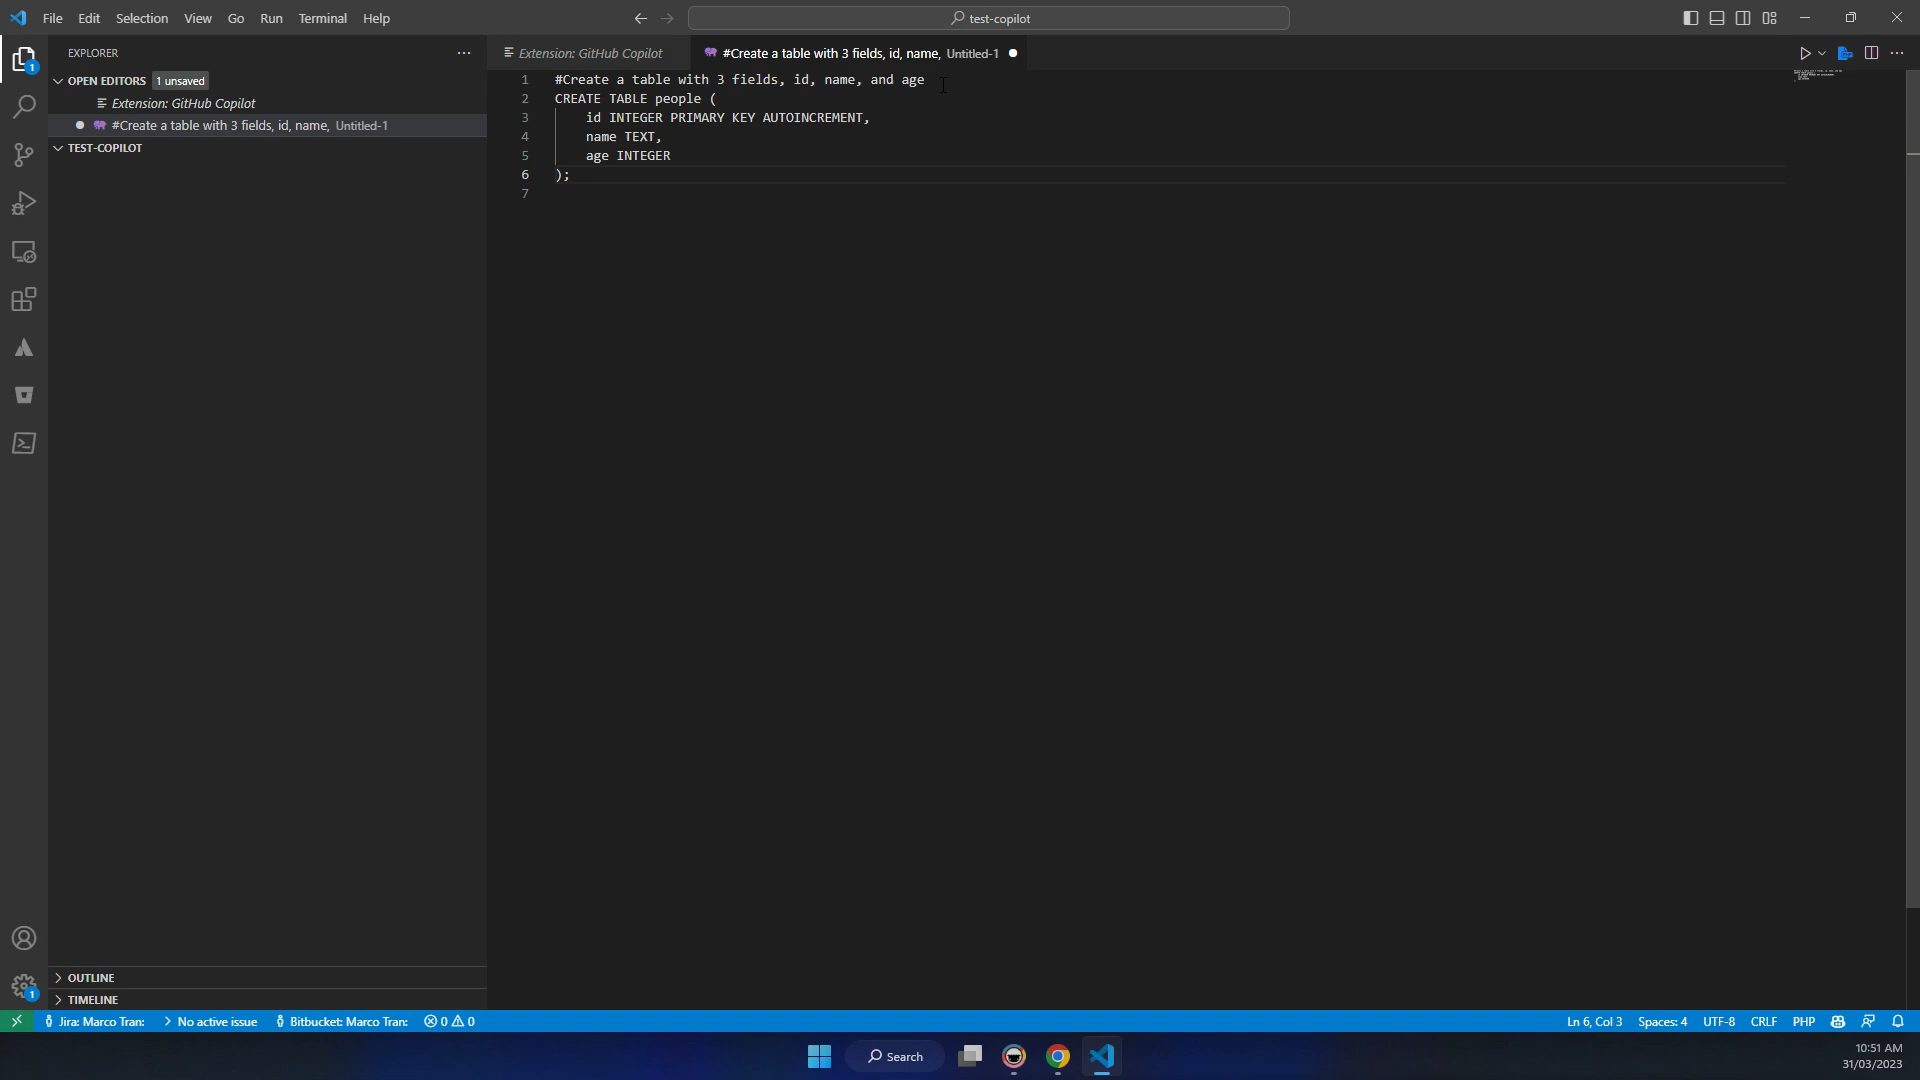 File Edit Selection View Go Run Terminal Help
test-copilot
EXPLORER
OPEN EDITORS 1 unsaved
Extension: GitHub Copilot
#Create a table with 3 fields, id, name, Untitled-1
TEST-COPILOT
OUTLINE
TIMELINE
Extension: GitHub Copilot
#Create a table with 3 fields, id, name, Untitled-1
1 #Create a table with 3 fields, id, name, and age
2 CREATE TABLE people (
3 id INTEGER PRIMARY KEY AUTOINCREMENT,
4 name TEXT,
5 age INTEGER
6 );
7
1
1
Jira: Marco Tran: No active issue Bitbucket: Marco Tran: 0 0
Ln 6, Col 3 Spaces: 4 UTF-8 CRLF PHP
Search
10:51 AM
31/03/2023